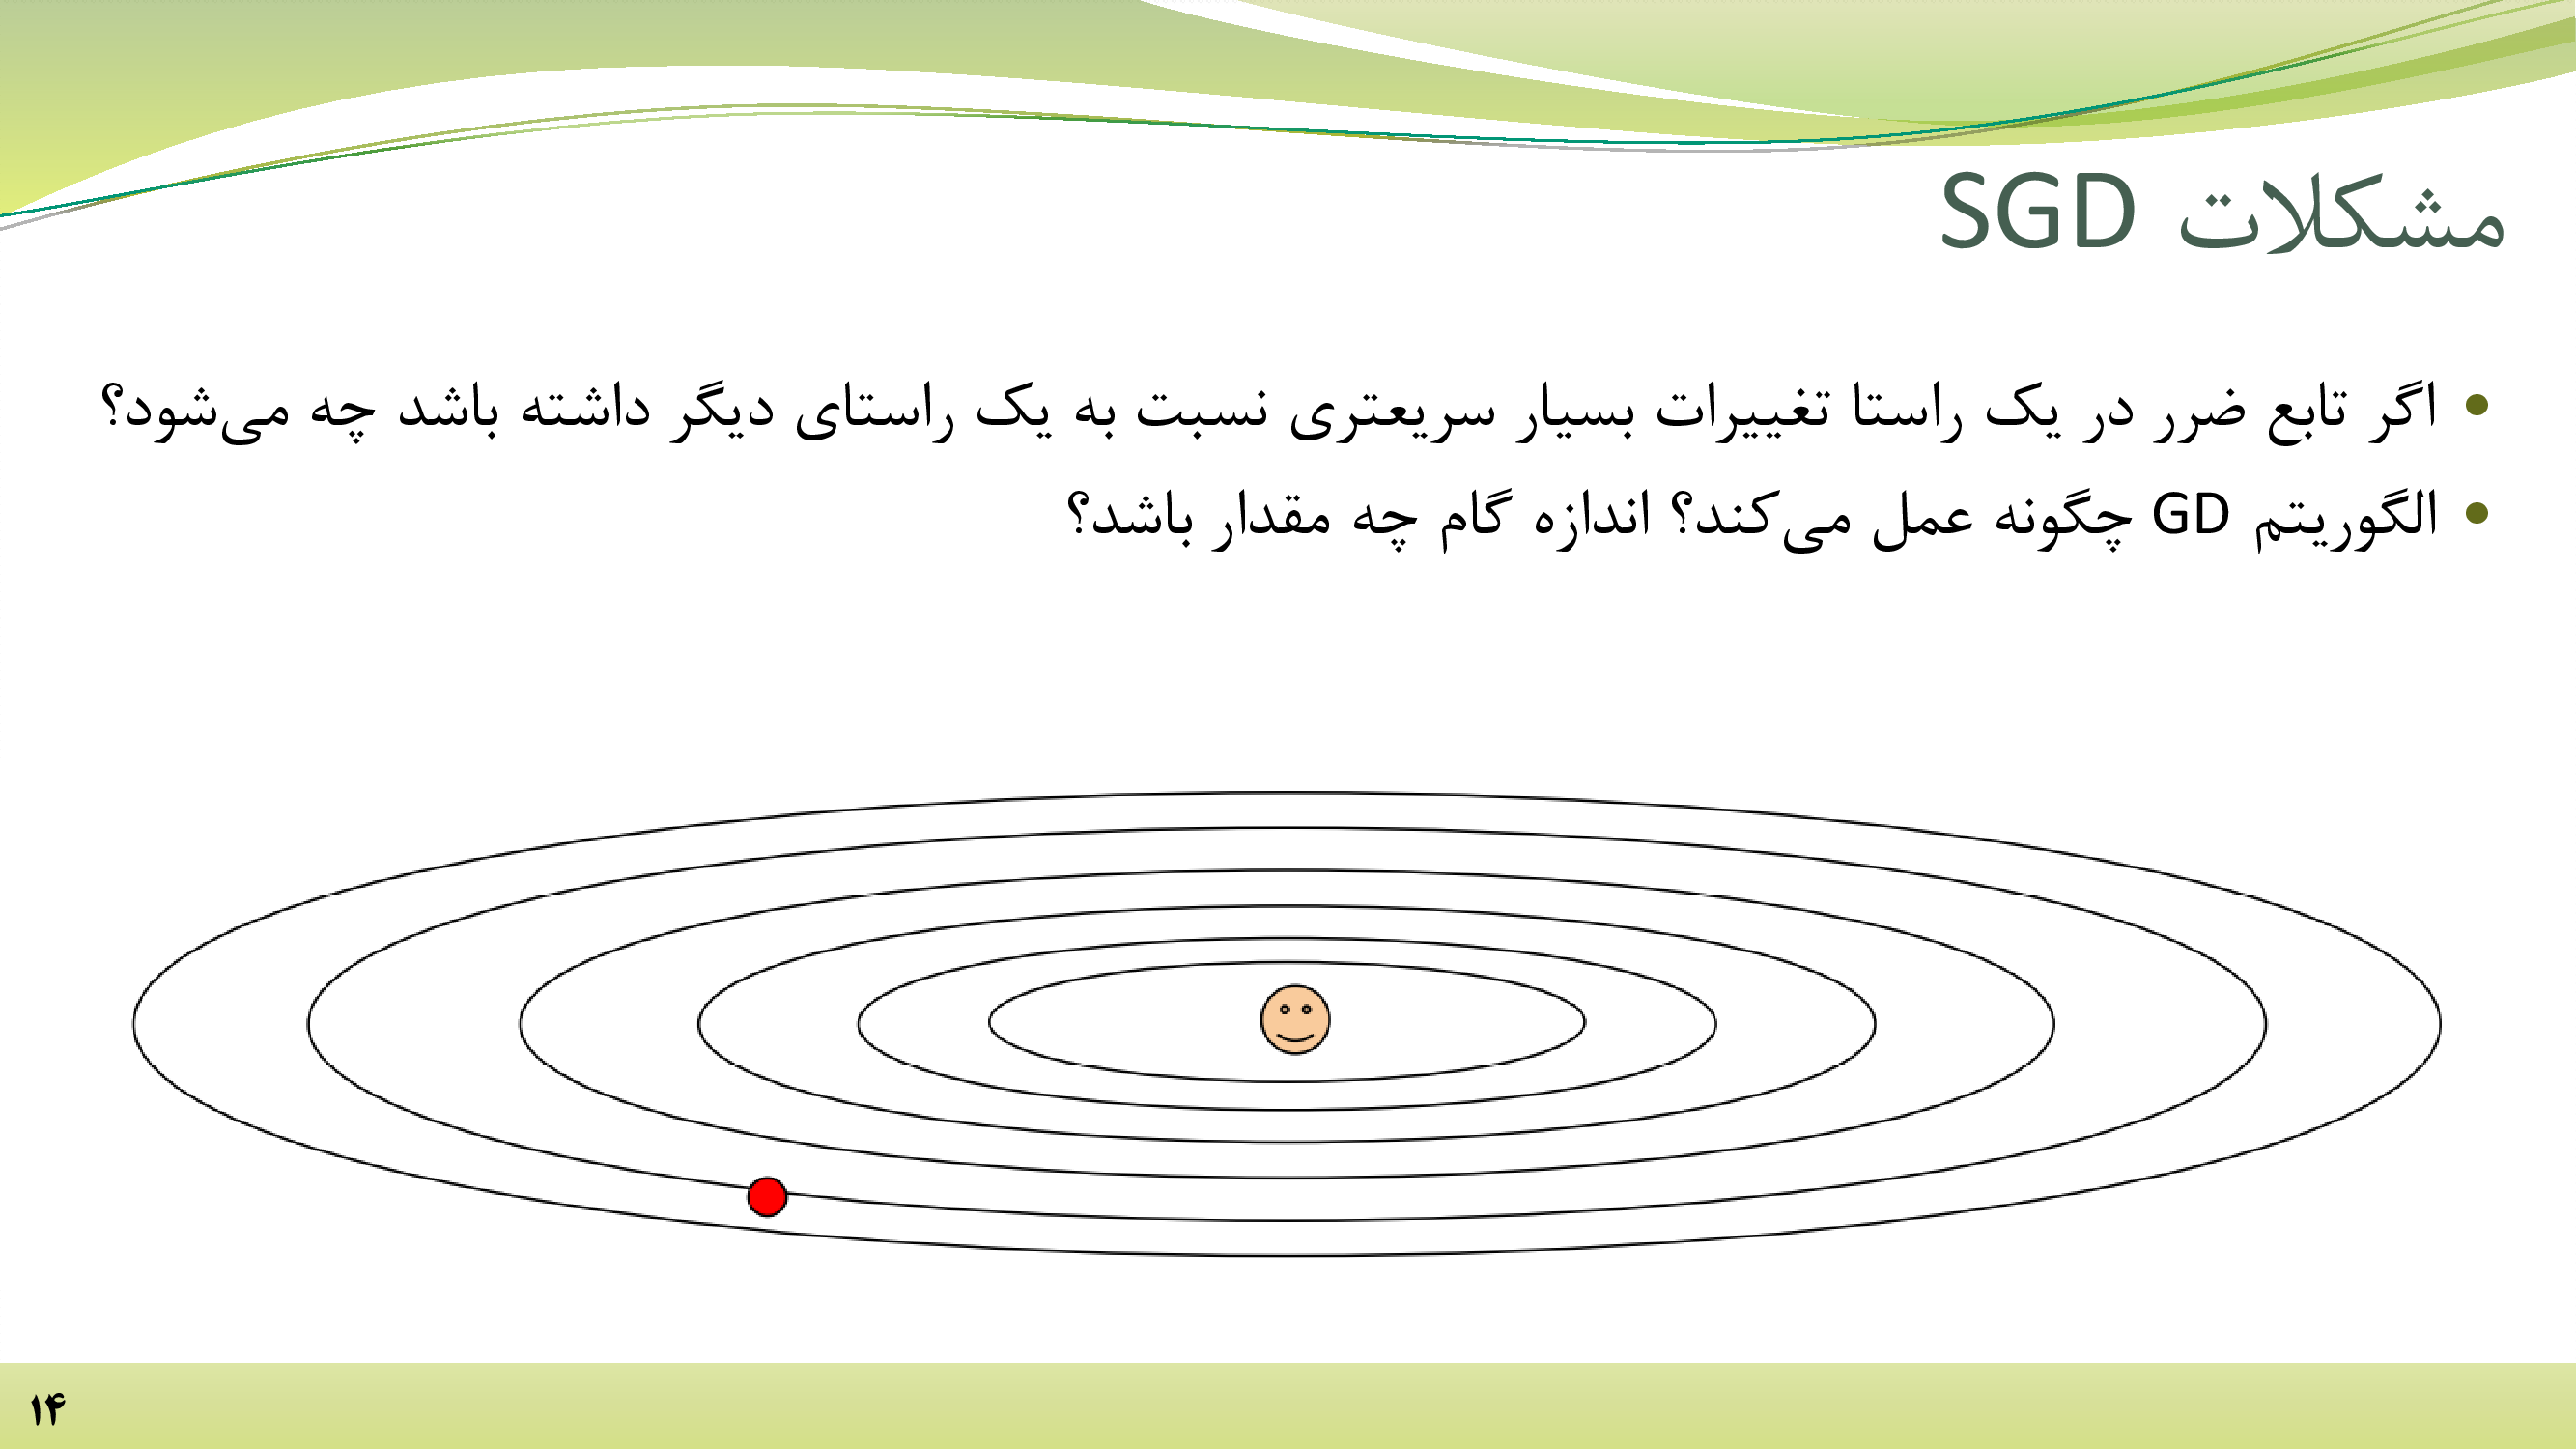 مشکلات SGD
• اگر تابع ضرر در یک راستا تغییرات بسیار سریعتری نسبت به یک راستای دیگر داشته باشد چه می‌شود؟
• الگوریتم GD چگونه عمل می‌کند؟ اندازه گام چه مقدار باشد؟
۱۴